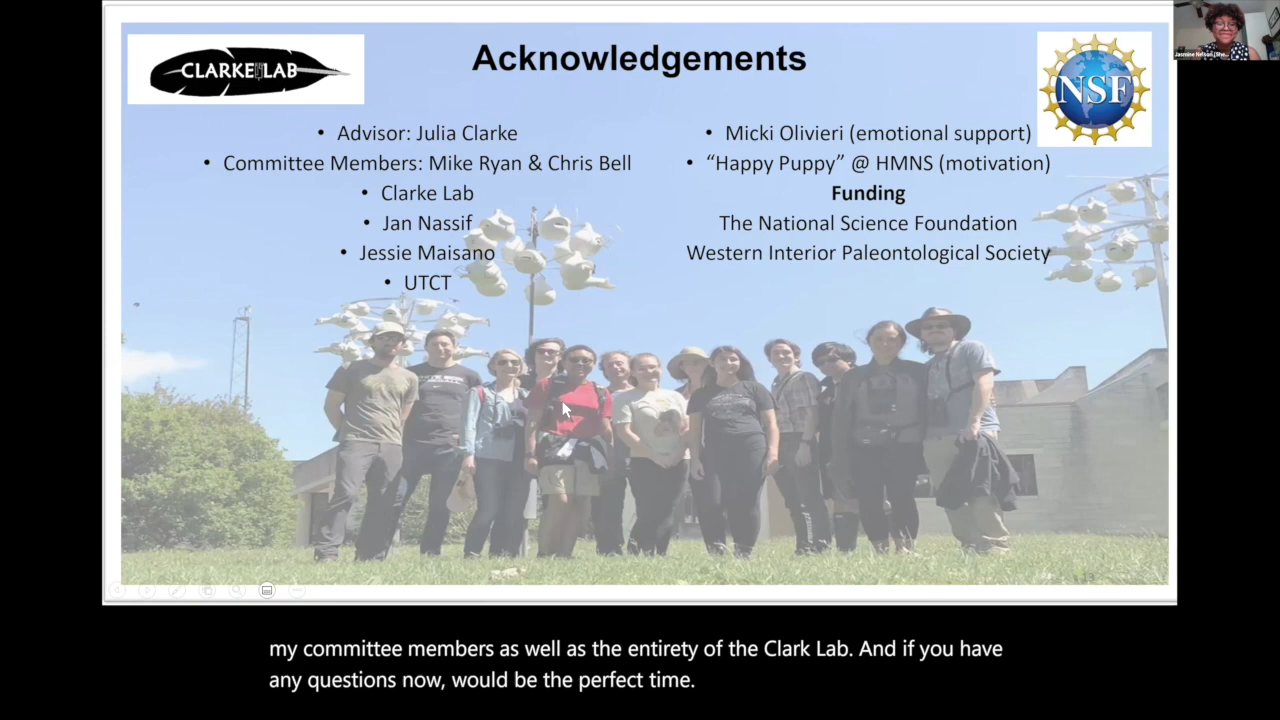 Acknowledgements
CLARKE LAB
NSF
Jasmine Nelson (She...
• Advisor: Julia Clarke
• Committee Members: Mike Ryan & Chris Bell
• Clarke Lab
• Jan Nassif
• Jessie Maisano
• UTCT
• Micki Olivieri (emotional support)
• “Happy Puppy” @ HMNS (motivation)
Funding
The National Science Foundation
Western Interior Paleontological Society
my committee members as well as the entirety of the Clark Lab. And if you have
any questions now, would be the perfect time.